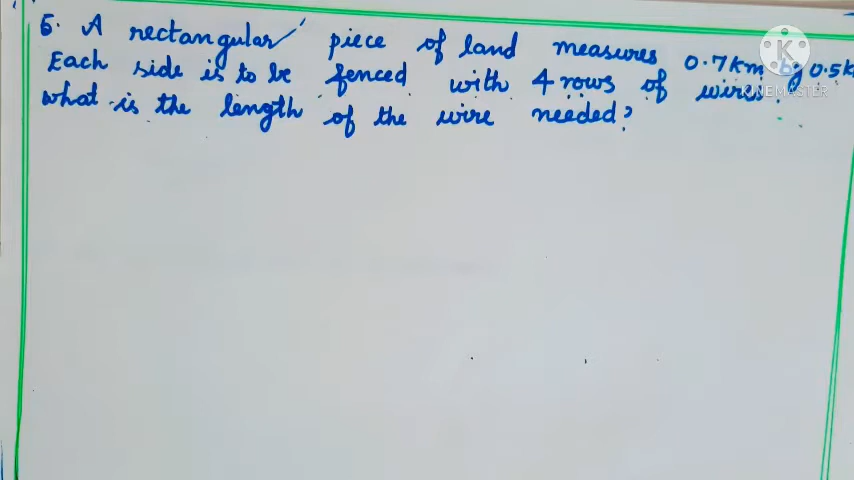 5. A rectangular piece of land measures 0.7km by 0.5k
Each side is to be fenced with 4 rows of wires.
what is the length of the wire needed?
K
KINEMASTER